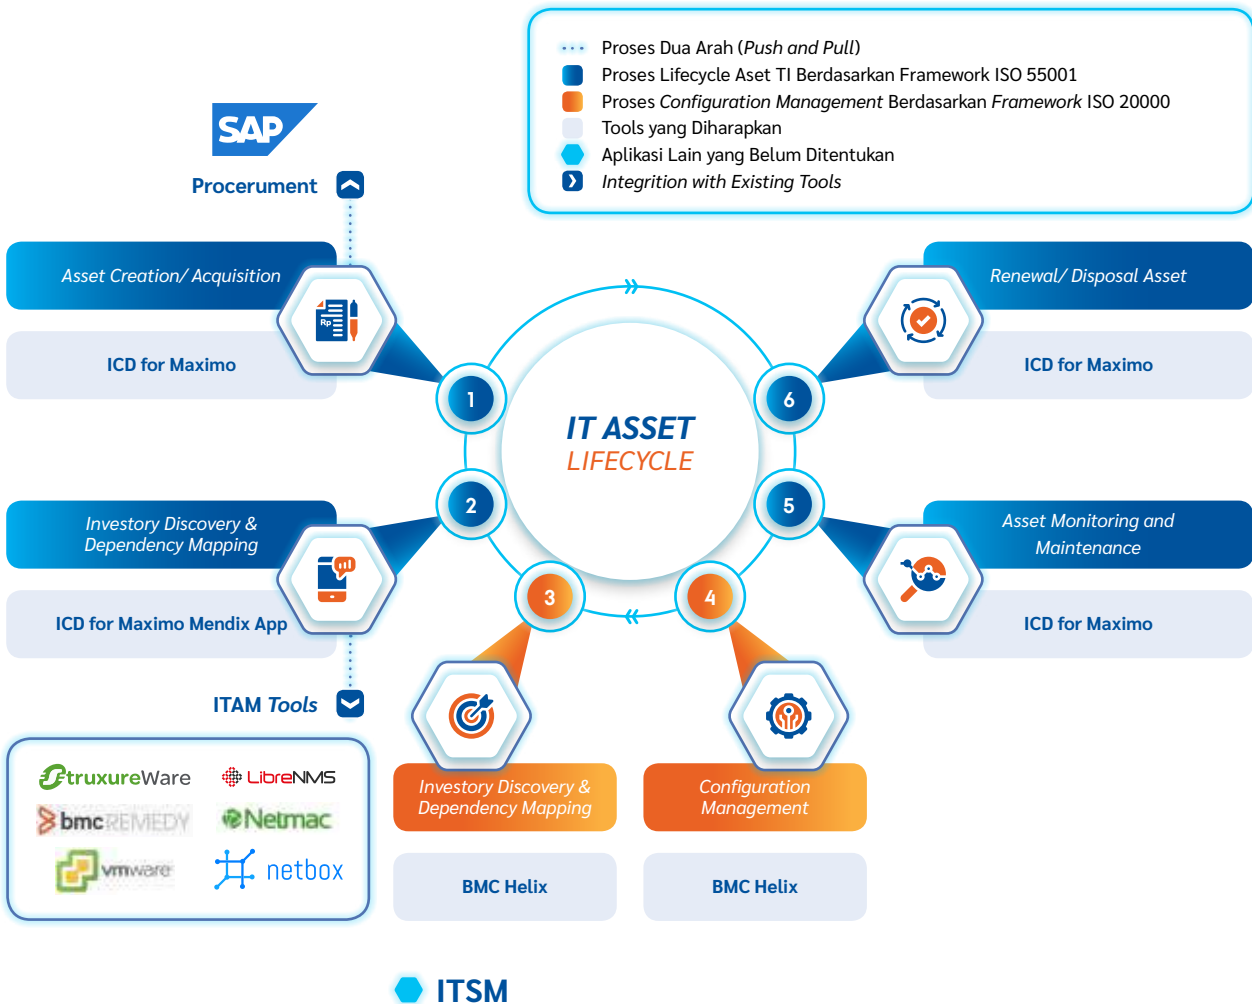 Proses Dua Arah (Push and Pull)
Proses Lifecycle Aset TI Berdasarkan Framework ISO 55001
Proses Configuration Management Berdasarkan Framework ISO 20000
Tools yang Diharapkan
Aplikasi Lain yang Belum Ditentukan
Integrition with Existing Tools
SAP
Procerument
Asset Creation/ Acquisition
Rp
ICD for Maximo
1
Investory Discovery &
Dependency Mapping
ICD for Maximo Mendix App
2
ITAM Tools
StruxureWare
LibreNMS
bmcREMEDY
Netmac
vmware
netbox
IT ASSET
LIFECYCLE
3
Investory Discovery &
Dependency Mapping
BMC Helix
4
Configuration
Management
BMC Helix
5
Asset Monitoring and
Maintenance
ICD for Maximo
6
Renewal/ Disposal Asset
ICD for Maximo
ITSM